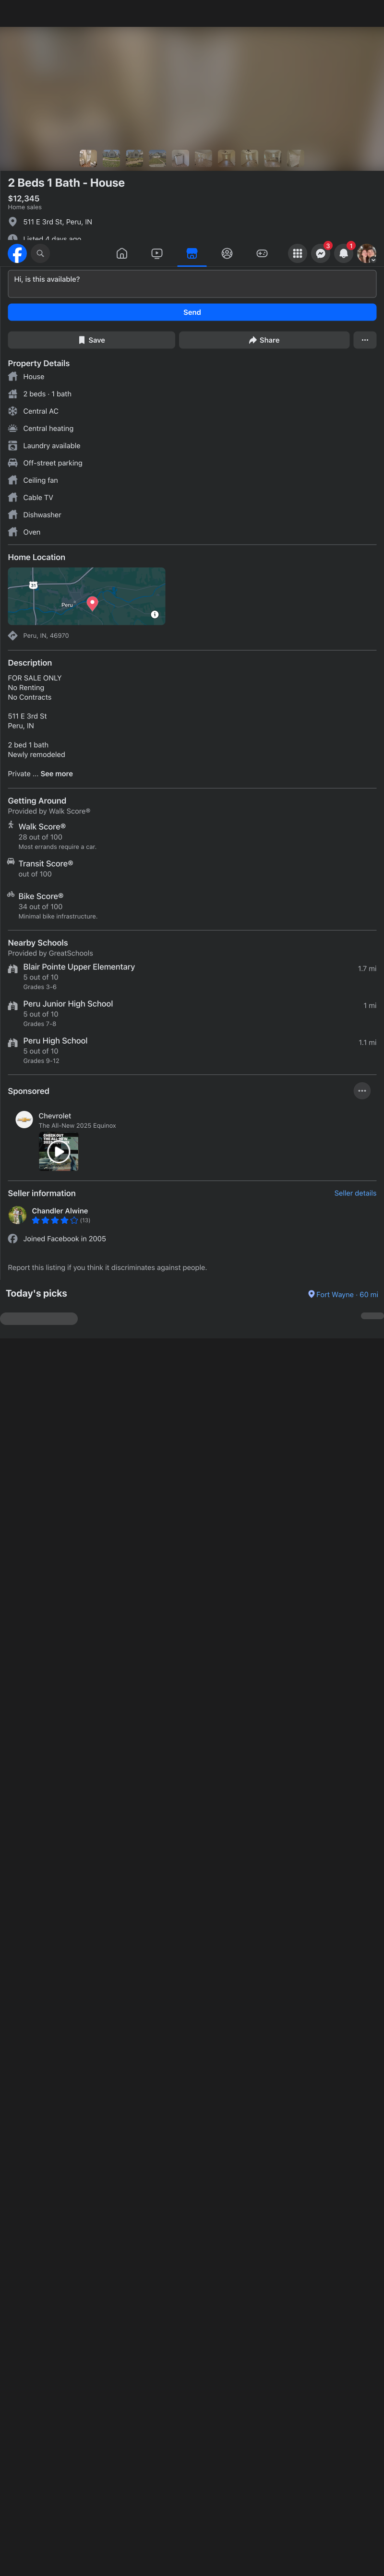 2 Beds 1 Bath - House
$12,345
Home sales
511 E 3rd St, Peru, IN
Listed 4 days ago
3
1
Hi, is this available?
Send
Save
Share
Property Details
House
2 beds · 1 bath
Central AC
Central heating
Laundry available
Off-street parking
Ceiling fan
Cable TV
Dishwasher
Oven
Home Location
31
Peru
Peru, IN, 46970
Description
FOR SALE ONLY
No Renting
No Contracts
511 E 3rd St
Peru, IN
2 bed 1 bath
Newly remodeled
Private ... See more
Getting Around
Provided by Walk Score®
Walk Score®
28 out of 100
Most errands require a car.
Transit Score®
out of 100
Bike Score®
34 out of 100
Minimal bike infrastructure.
Nearby Schools
Provided by GreatSchools
Blair Pointe Upper Elementary
1.7 mi
5 out of 10
Grades 3-6
Peru Junior High School
1 mi
5 out of 10
Grades 7-8
Peru High School
1.1 mi
5 out of 10
Grades 9-12
Sponsored
Chevrolet
The All-New 2025 Equinox
CHECK OUT
Seller information
Seller details
Chandler Alwine
(13)
Joined Facebook in 2005
Report this listing if you think it discriminates against people.
Today's picks
Fort Wayne · 60 mi